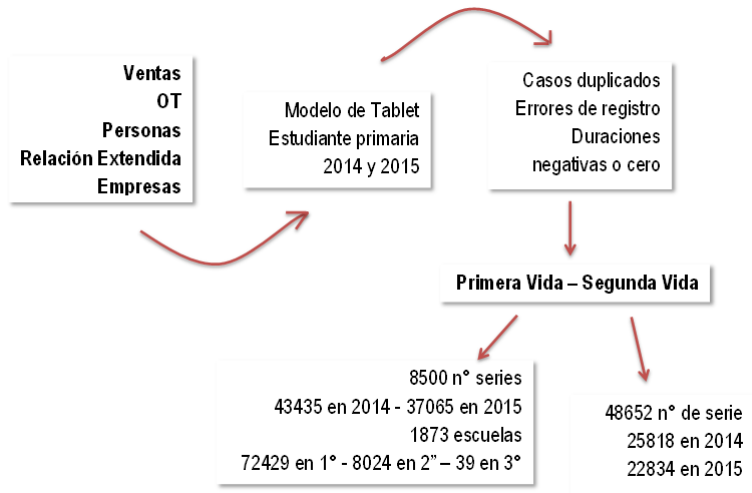 Ventas
OT
Personas
Relación Extendida
Empresas
Modelo de Tablet
Estudiante primaria
2014 y 2015
Casos duplicados
Errores de registro
Duraciones
negativas o cero
Primera Vida – Segunda Vida
8500 n° series
43435 en 2014 - 37065 en 2015
1873 escuelas
72429 en 1° - 8024 en 2” – 39 en 3°
48652 n° de serie
25818 en 2014
22834 en 2015